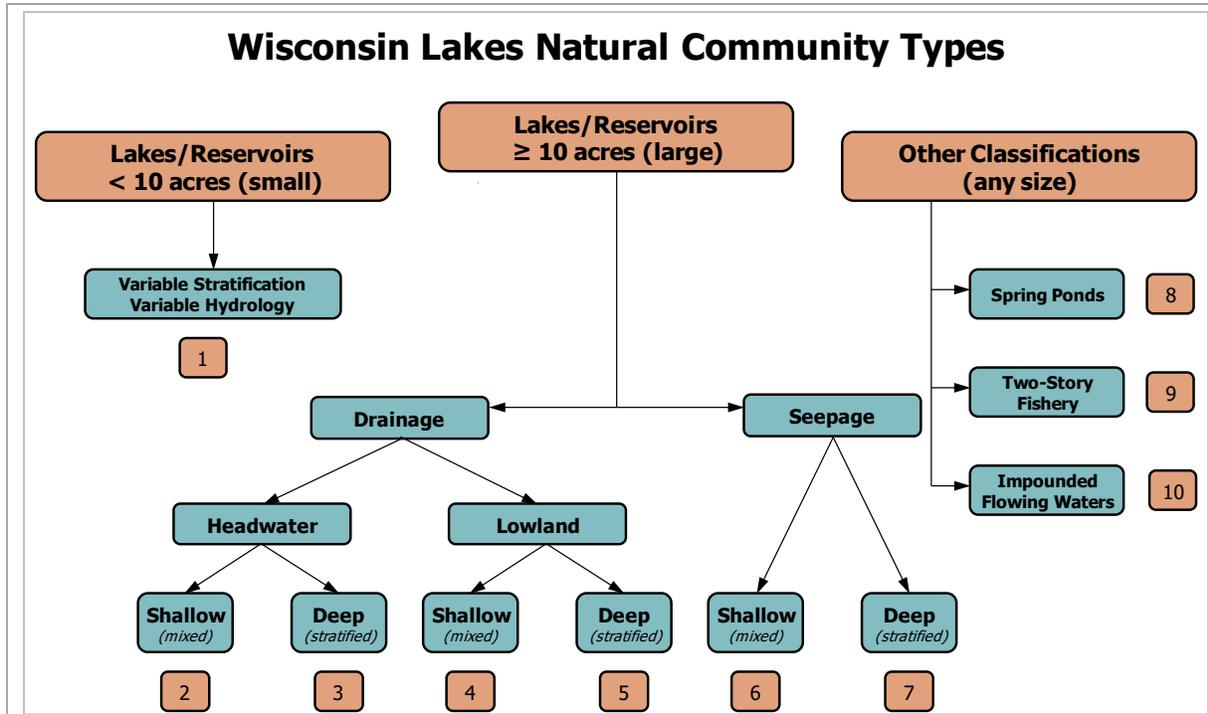 Wisconsin Lakes Natural Community Types
Lakes/Reservoirs
< 10 acres (small)
Lakes/Reservoirs
≥ 10 acres (large)
Other Classifications
(any size)
Variable Stratification
Variable Hydrology
1
Spring Ponds
8
Two-Story
Fishery
9
Impounded
Flowing Waters
10
Drainage
Seepage
Headwater
Lowland
Shallow
(mixed)
Deep
(stratified)
Shallow
(mixed)
Deep
(stratified)
Shallow
(mixed)
Deep
(stratified)
2
3
4
5
6
7